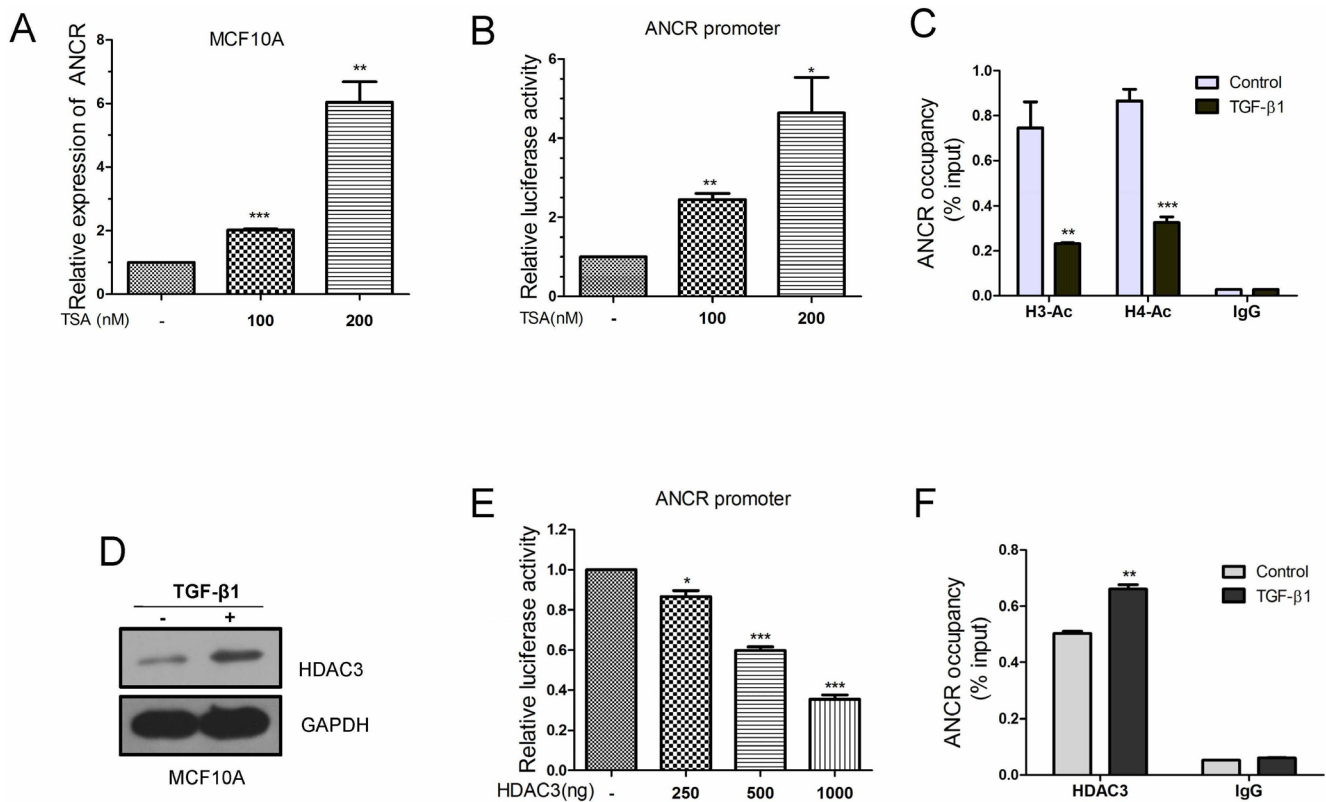 A
MCF10A
Relative expression of ANCR
8
6
4
2
0
**
***
TSA (nM)
-
100
200
B
ANCR promoter
Relative luciferase activity
6
4
2
0
**
*
TSA(nM)
-
100
200
C
Control
TGF-β1
ANCR occupancy
(% input)
1.0
0.8
0.6
0.4
0.2
0.0
**
***
H3-Ac
H4-Ac
IgG
D
TGF-β1
- +
HDAC3
GAPDH
MCF10A
E
ANCR promoter
Relative luciferase activity
1.2
1.0
0.8
0.6
0.4
0.2
0.0
*
***
***
HDAC3(ng)
-
250
500
1000
F
Control
TGF-β1
ANCR occupancy
(% input)
0.8
0.6
0.4
0.2
0.0
**
HDAC3
IgG